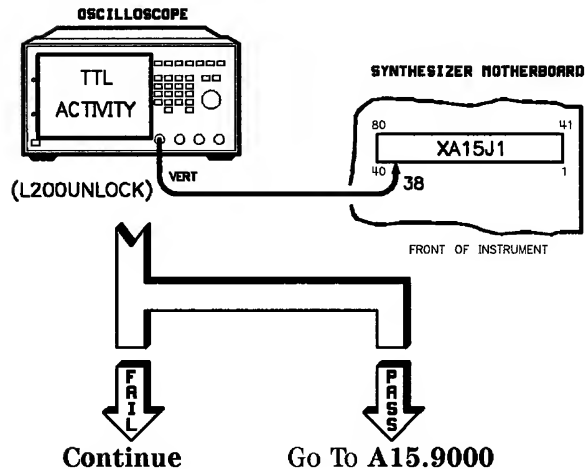 OSCILLOSCOPE
TTL
ACTIVITY
SYNTHESIZER MOTHERBOARD
80 41
XA15J1
40 1
38
VERT
(L200UNLOCK)
FRONT OF INSTRUMENT
FAIL
PASS
Continue
Go To A15.9000